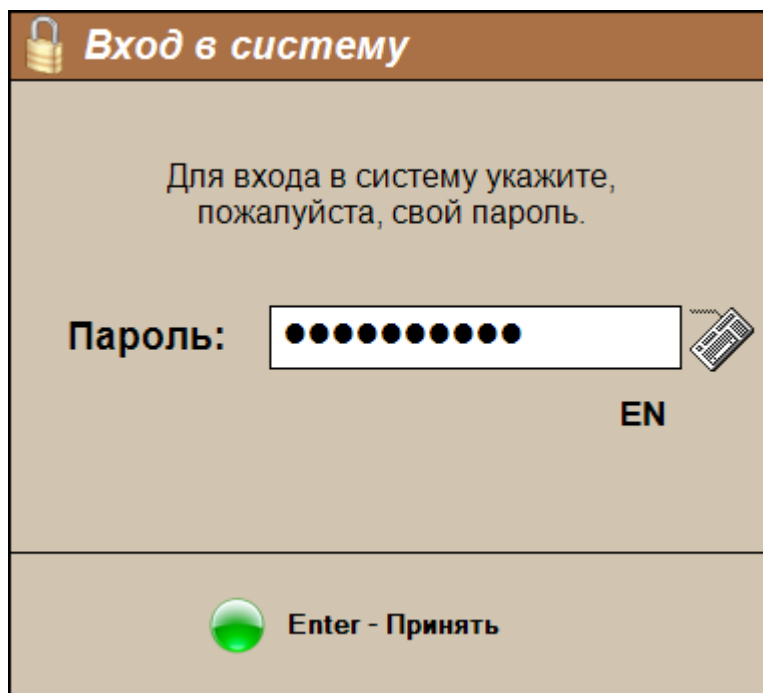 Вход в систему
Для входа в систему укажите,
пожалуйста, свой пароль.
Пароль: ●●●●●●●●●●
EN
Enter - Принять